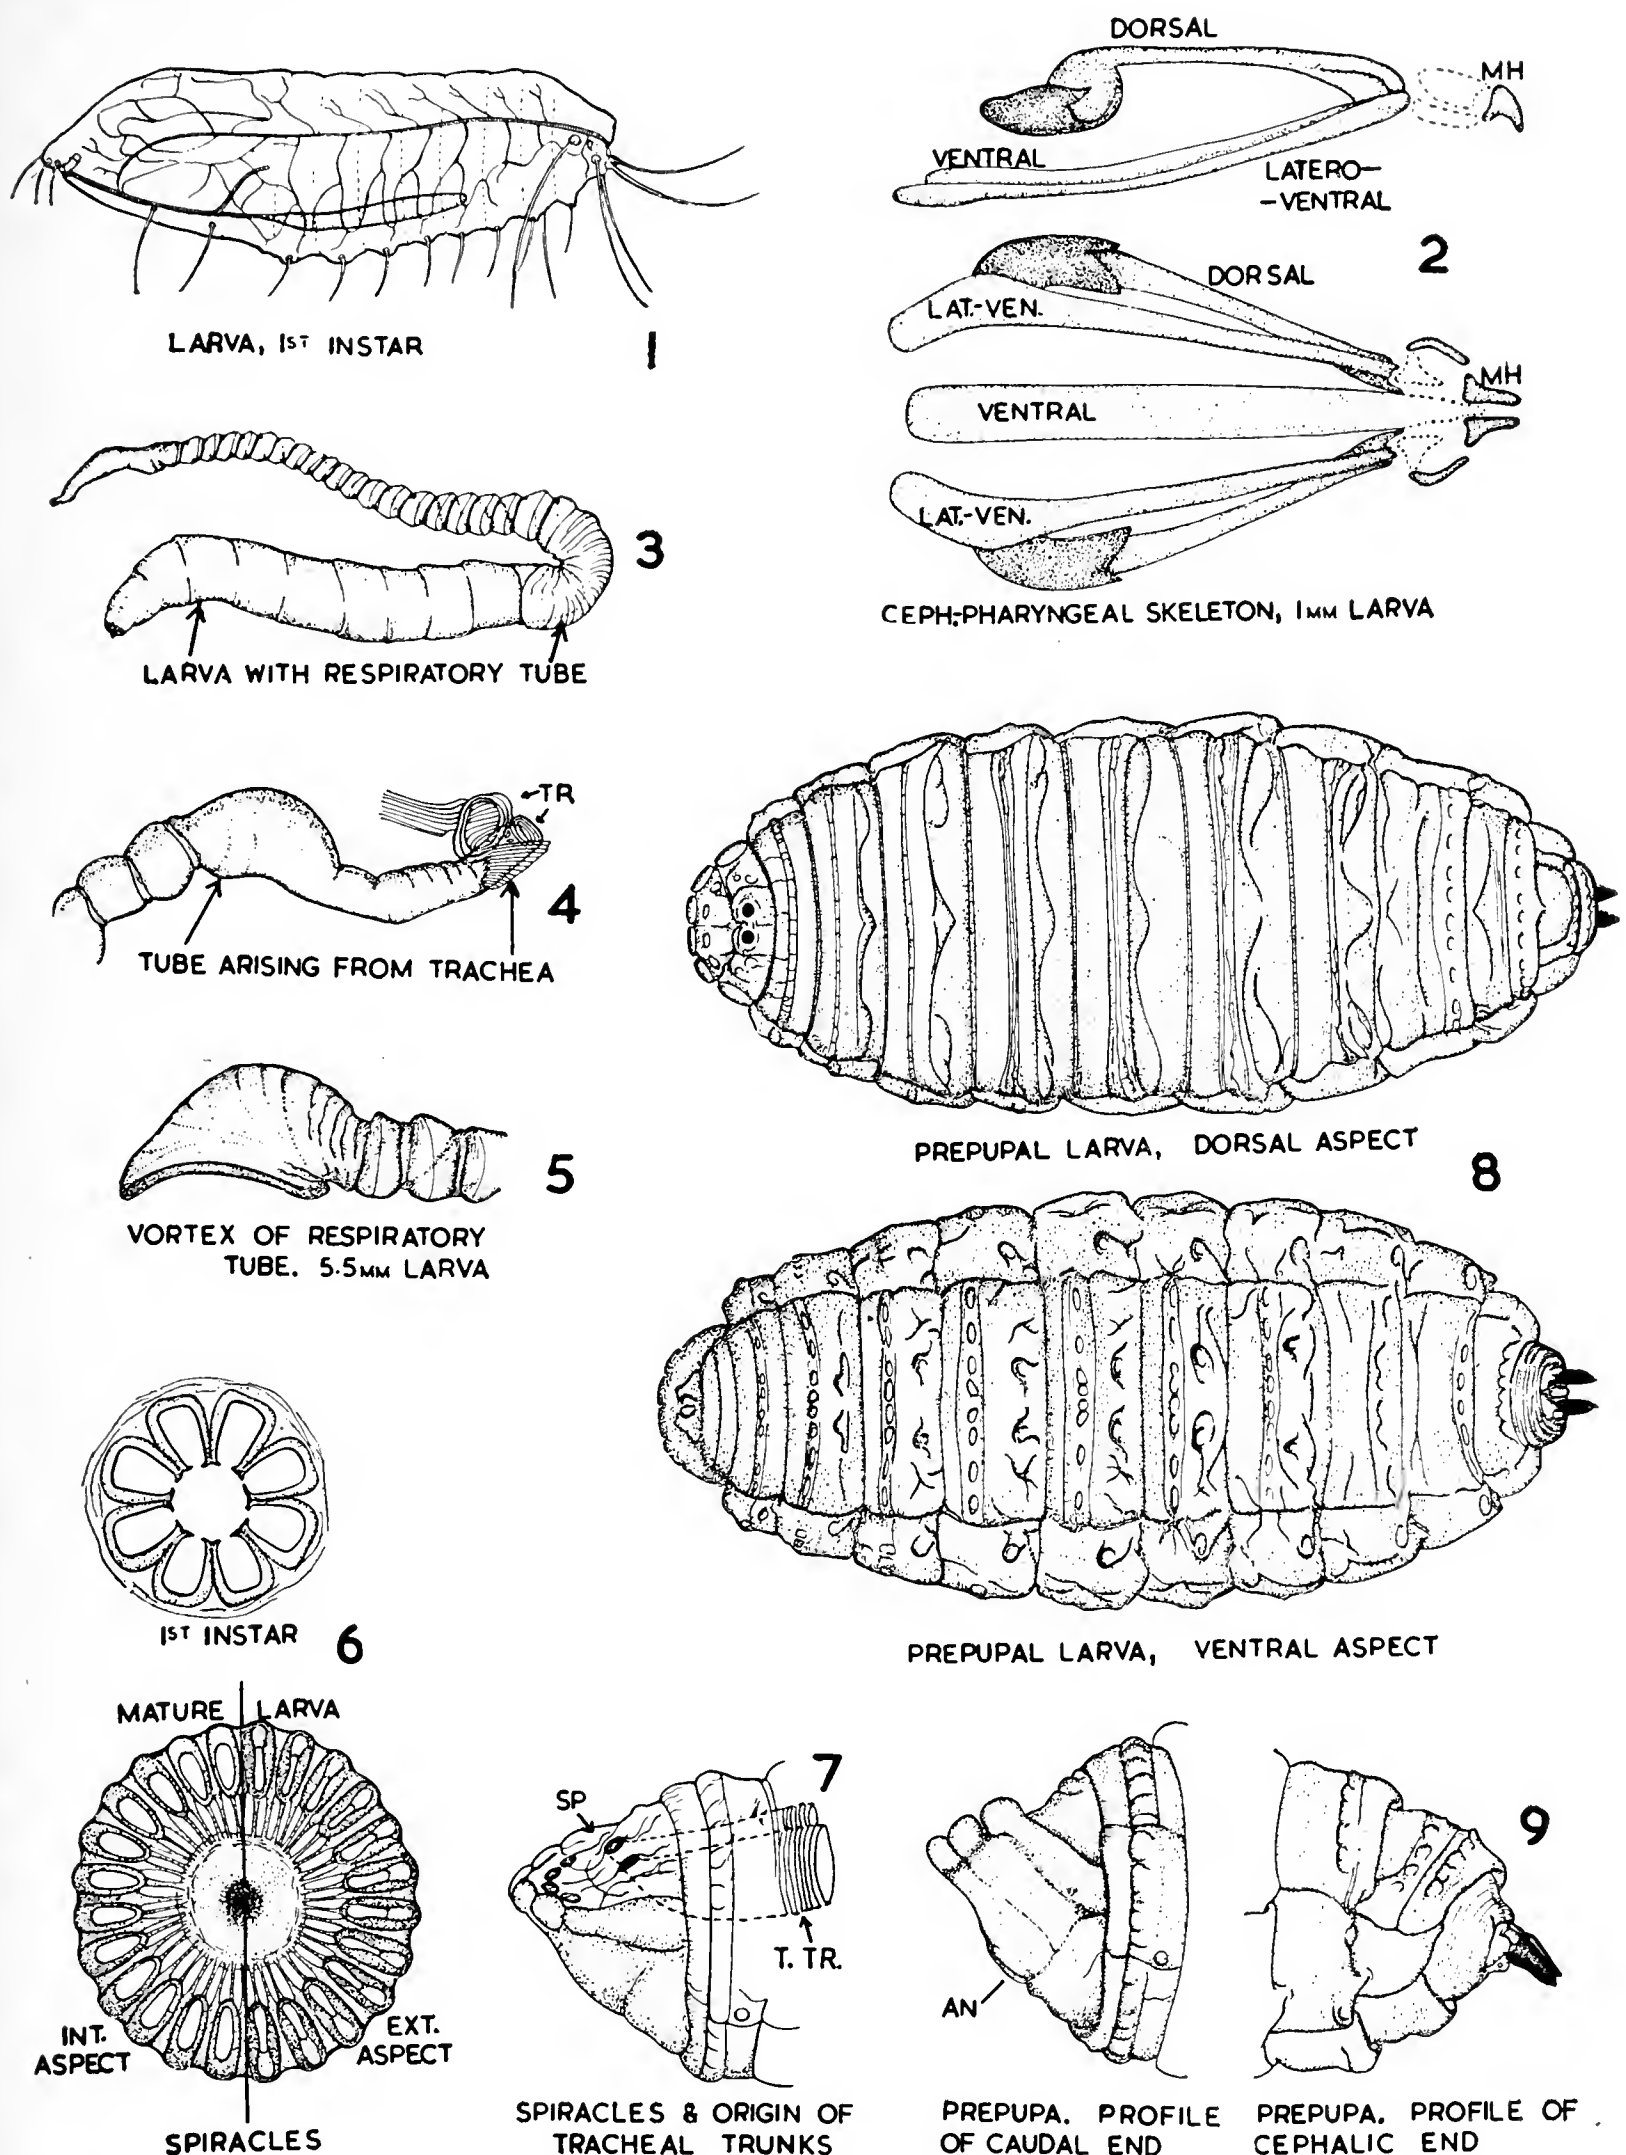 LARVA, 1ST INSTAR
1
DORSAL
MH
VENTRAL
LATERO-
-VENTRAL
2
DORSAL
LAT.-VEN.
MH
VENTRAL
LAT.-VEN.
CEPH.-PHARYNGEAL SKELETON, 1MM LARVA
3
LARVA WITH RESPIRATORY TUBE
TR
4
TUBE ARISING FROM TRACHEA
5
VORTEX OF RESPIRATORY
TUBE. 5.5MM LARVA
PREPUPAL LARVA, DORSAL ASPECT
8
PREPUPAL LARVA, VENTRAL ASPECT
1ST INSTAR
6
MATURE LARVA
INT.
ASPECT
EXT.
ASPECT
SPIRACLES
7
SP
T. TR.
SPIRACLES & ORIGIN OF
TRACHEAL TRUNKS
AN
PREPUPA. PROFILE
OF CAUDAL END
9
PREPUPA. PROFILE OF
CEPHALIC END